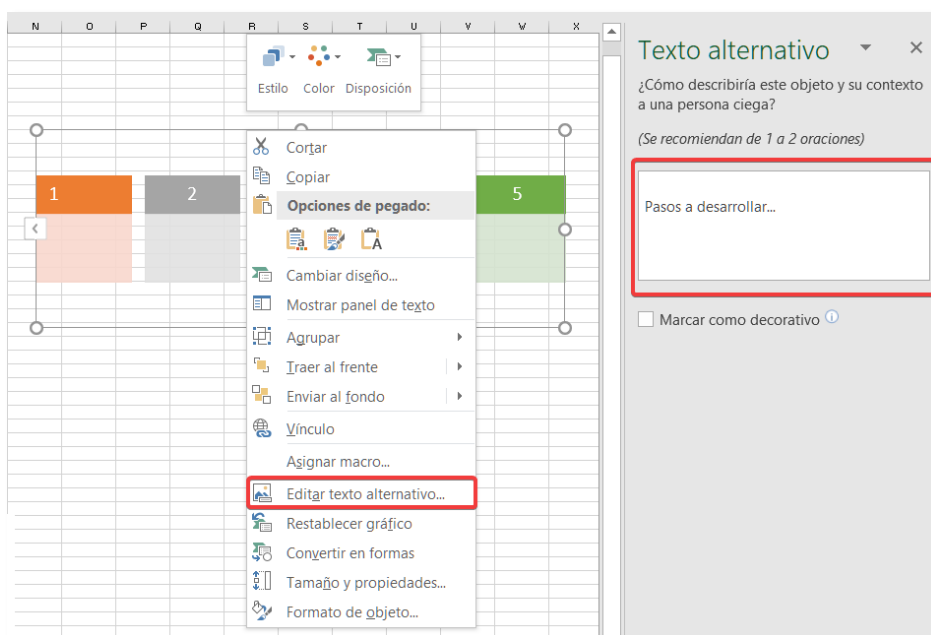 N O P Q R S T U V W X
Estilo Color Disposición
1
2
5
Cortar
Copiar
Opciones de pegado:
a A
Cambiar diseño...
Mostrar panel de texto
Agrupar
Traer al frente
Enviar al fondo
Vínculo
Asignar macro...
Editar texto alternativo...
Restablecer gráfico
Convertir en formas
Tamaño y propiedades...
Formato de objeto...
Texto alternativo
¿Cómo describiría este objeto y su contexto
a una persona ciega?
(Se recomiendan de 1 a 2 oraciones)
Pasos a desarrollar...
Marcar como decorativo